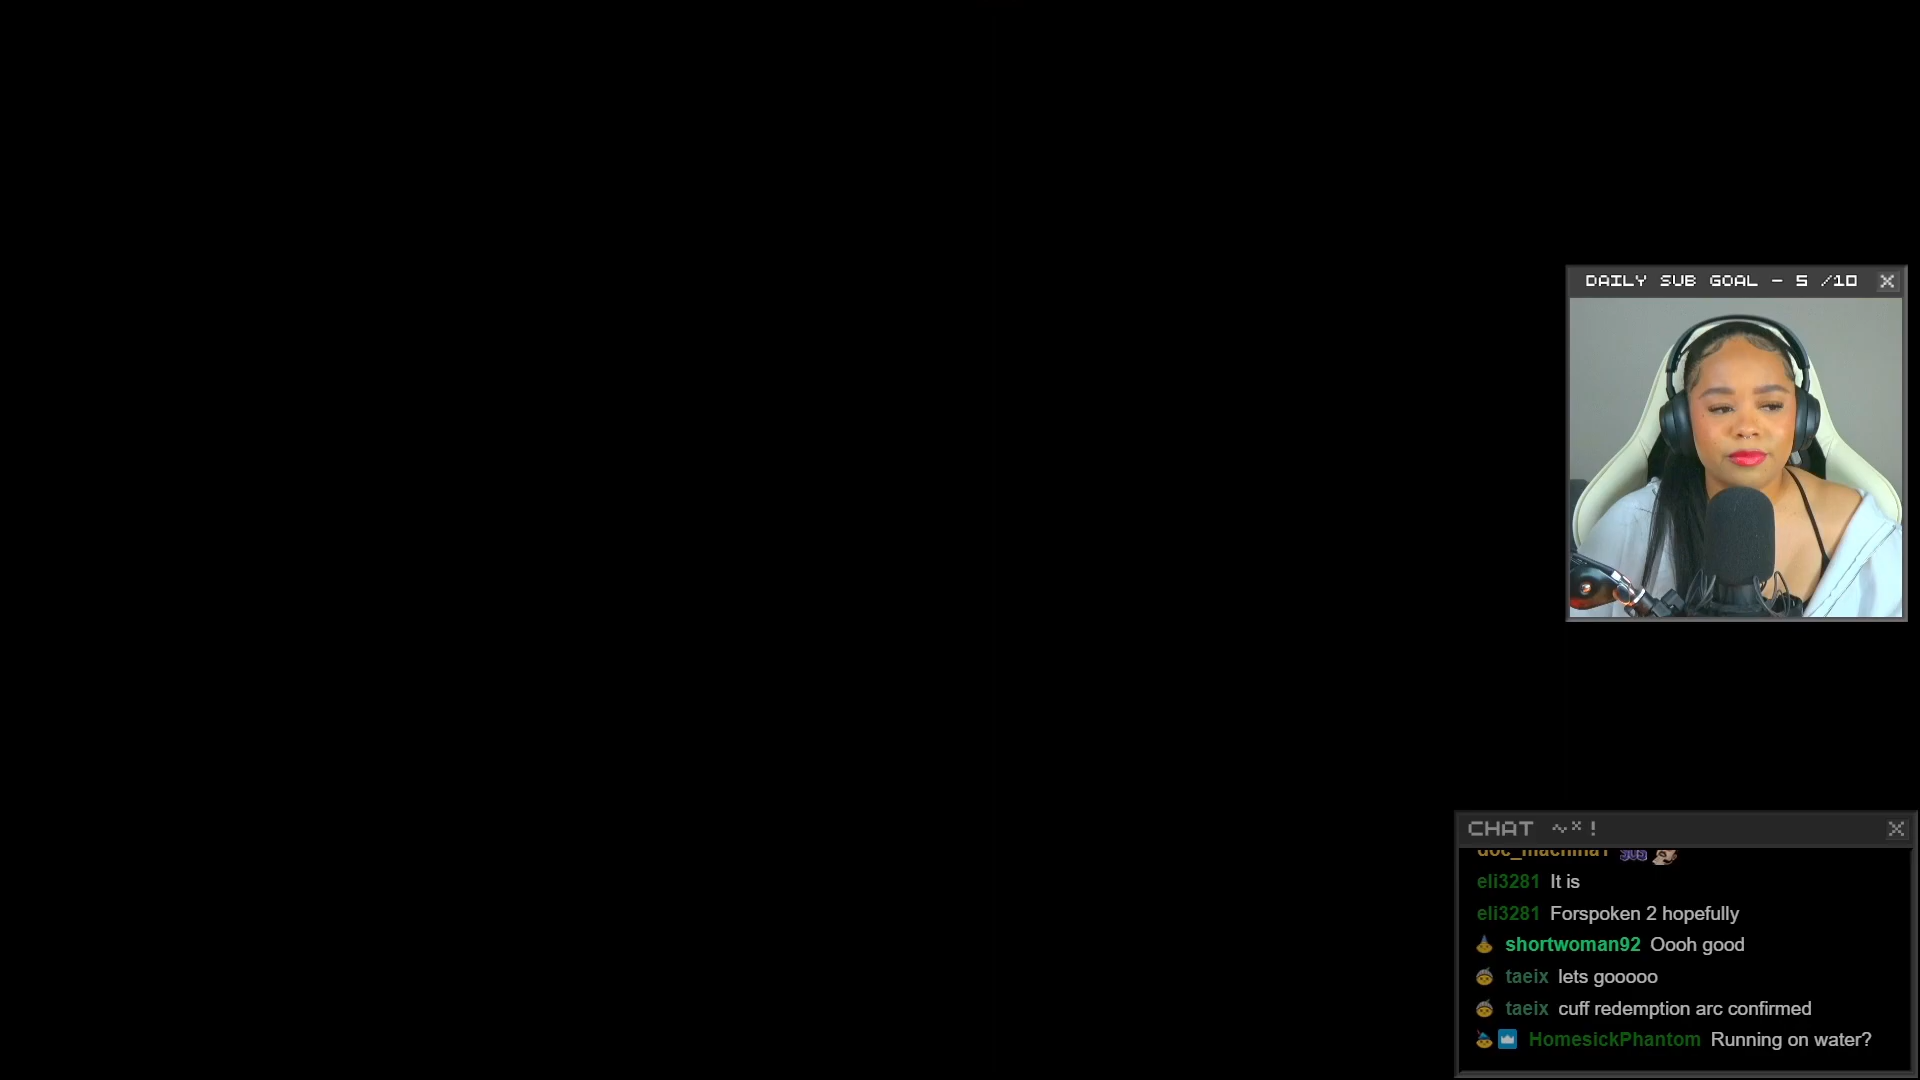 DAILY SUB GOAL - 5 /10
CHAT ~*!
doc_machina1
eli3281 It is
eli3281 Forspoken 2 hopefully
shortwoman92 Oooh good
taeix lets gooooo
taeix cuff redemption arc confirmed
HomesickPhantom Running on water?